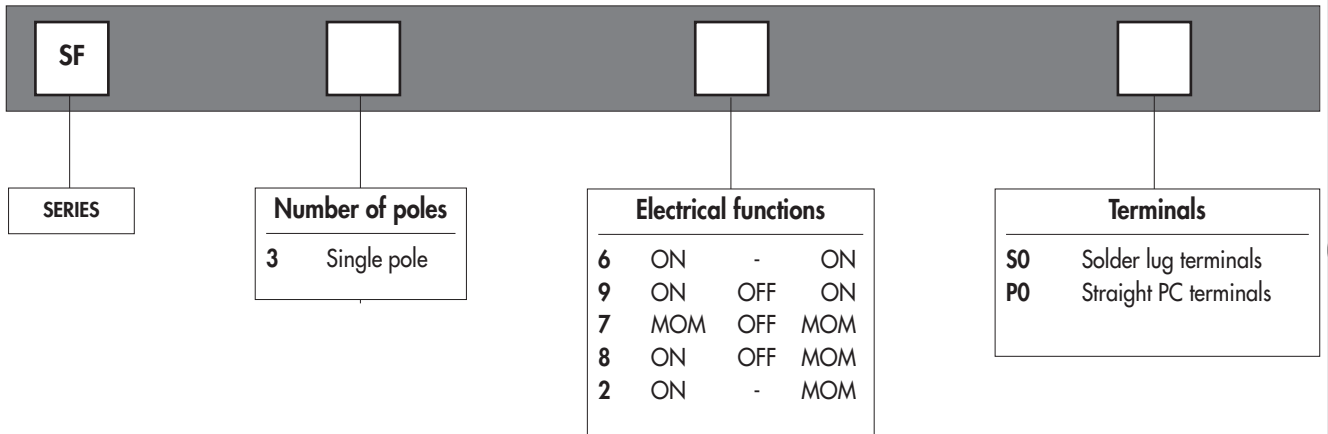 SF
SERIES
Number of poles
3 Single pole
Electrical functions
6 ON - ON
9 ON OFF ON
7 MOM OFF MOM
8 ON OFF MOM
2 ON - MOM
Terminals
S0 Solder lug terminals
P0 Straight PC terminals